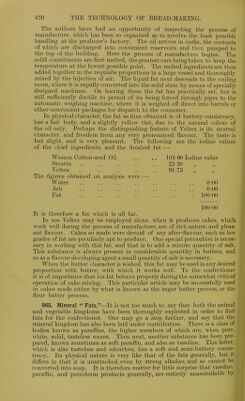 870 THE TECHNOLOGY OF BREAD-MAKING.
The authors have had an opportunity of inspecting the process of
manufacture, which has been so organised as to involve the least possible
handling at the producer's factory. The oil arrives in casks, the contents
of which are discharged into convenient reservoirs and then pumped to
the top of the building. Here the process of manufacture begins. The
solid constituents are first melted, the greatest care being taken to keep the
temperature at the lowest possible point. The melted ingredients are then
added together in the requisite proportions in a large vessel and thoroughly
mixed by the injection of air. The liquid fat next descends to the cooling
room, where it is rapidly converted into the solid state by means of specially
designed machines. On leaving these the fat has practically set, but is
still sufficiently ductile to permit of its being forced through pipes to the
automatic weighing machine, where it is weighed off direct into barrels or
other convenient packages for dispatch to the consumer.
In physical character, the fat as thus obtained is of buttery consistency,
has a fair body, and a slightly yellow tint, due to the natural colour of
the oil only. Perhaps the distinguishing feature of Veltex is its neutral
character, and freedom from any very pronounced flavour. The taste is
but slight, and is very pleasant. The following are the iodine values
of the chief ingredients, and the finished fat :—
Wesson Cotton-seed Oil .. .. .. 103·90 Iodine value
Stearin .. .. .. .. .. 23·20 „ „
Veltex .. .. .. .. .. 91·73 „ „
The figures obtained on analysis were :—
Water .. .. .. .. .. .. .. 0·00
Ash .. .. .. .. .. .. .. 0·00
Fat .. .. .. .. .. .. .. 100·00
100·00
It is therefore a fat which is all fat.
In use Veltex may be employed alone, when it produces cakes, which
work well during the process of manufacture, are of rich nature, and pleasant
flavour. Cakes so made were devoid of any after-flavour, such as low
grades of fat are peculiarly apt to produce. One special precaution is necessary
in working with this fat, and that is to add a minute quantity of salt.
This substance is always present in considerable quantity in butters, and
so as a flavour-developing agent a small quantity of salt is necessary.
When the butter character is wished, this fat may be used in any desired
proportion with butter, with which it works well. To the confectioner
it is of importance that his fat behaves properly during the somewhat critical
operation of cake-mixing. This particular article may be successfully used
in cakes made either by what is known as the sugar batter process, or the
flour batter process.
965. Mineral “ Fats.”—It is not too much to say that both the animal
and vegetable kingdoms have been thoroughly exploited in order to find
fats for the confectioner. One may go a step further, and say that the
mineral kingdom has also been laid under contribution. There is a class of
bodies known as paraffins, the higher members of which are, when pure,
white, solid, tasteless waxes. Then next, another substance has been prepared,
known sometimes as soft paraffin, and also as vaseline. This latter,
which is also tasteless and odourless, has a soft and semi-buttery consistency.
Its physical nature is very like that of the fats generally, but it
differs in that it is unattacked, even by strong alkalies, and so cannot be
converted into soap. It is therefore matter for little surprise that vaseline,
paraffin, and petroleum products generally, are entirely unassimilable by